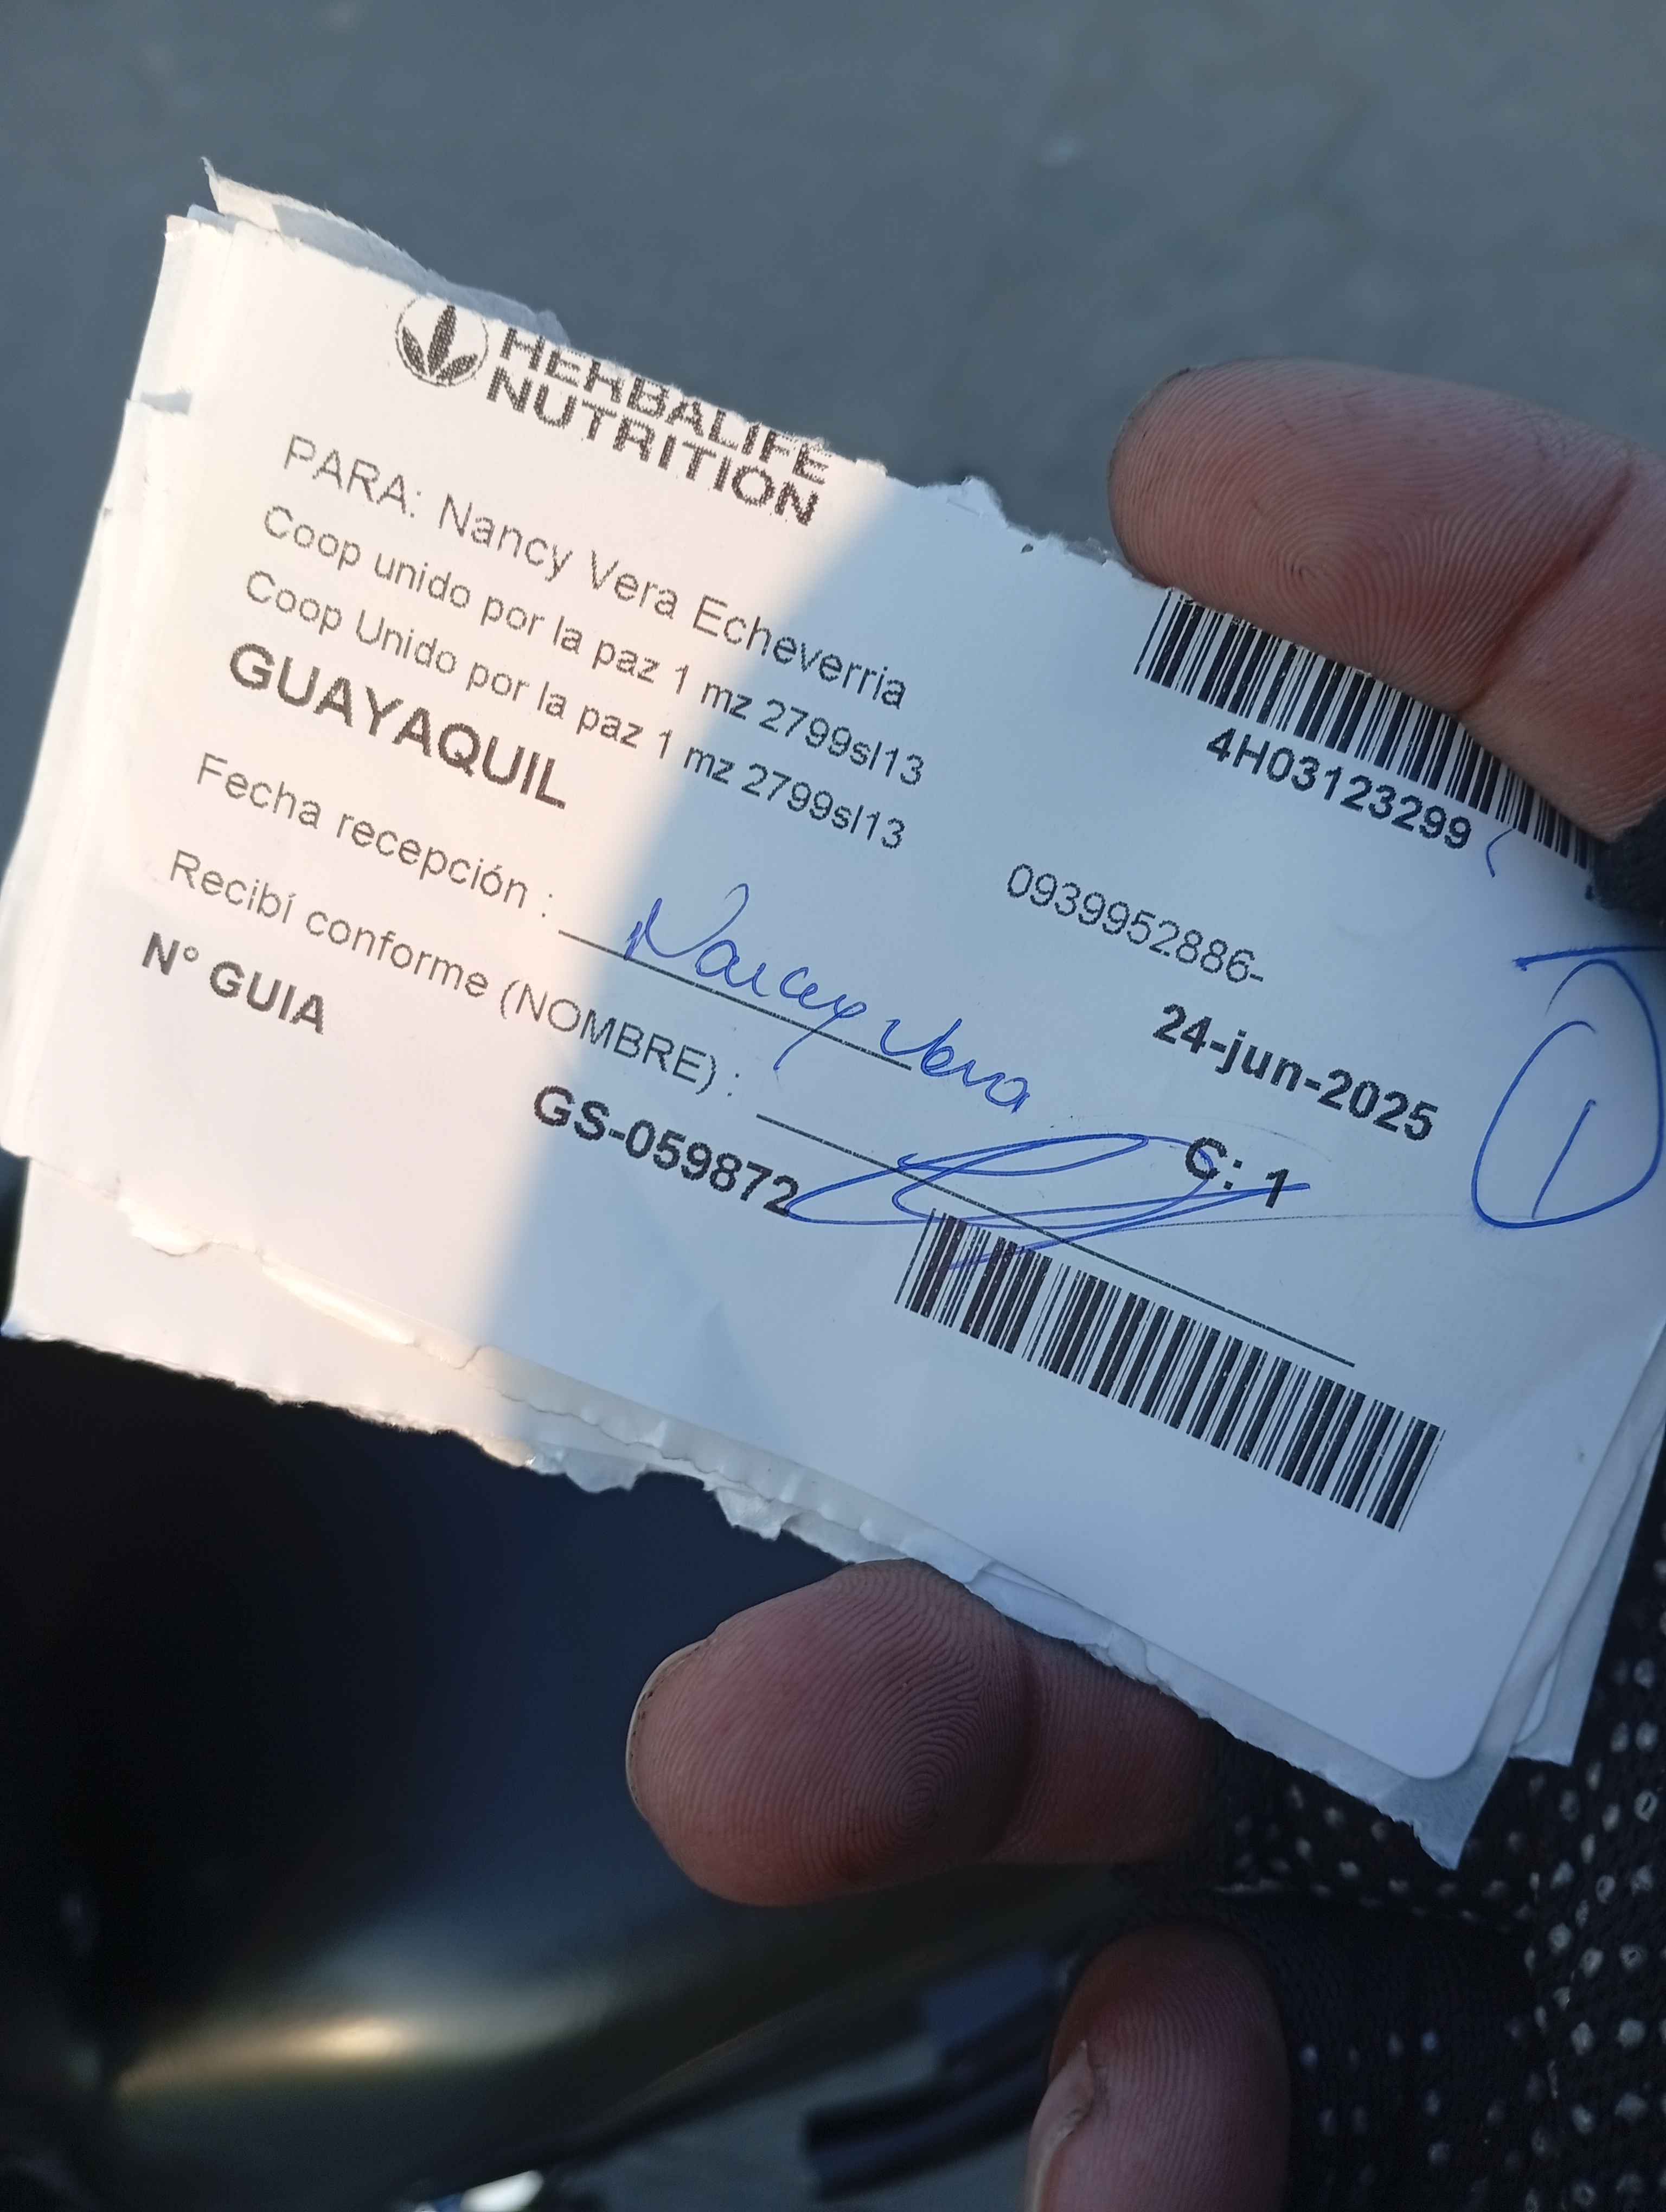 HERBALIFE
NUTRITION
4H03123299
PARA: Nancy Vera Echeverria
Coop unido por la paz 1 mz 2799sl13
Coop Unido por la paz 1 mz 2799sl13
0939952886-
GUAYAQUIL
24-jun-2025
Fecha recepción : Nancy Vera
Recibí conforme (NOMBRE) :
C: 1
1
N° GUIA GS-059872